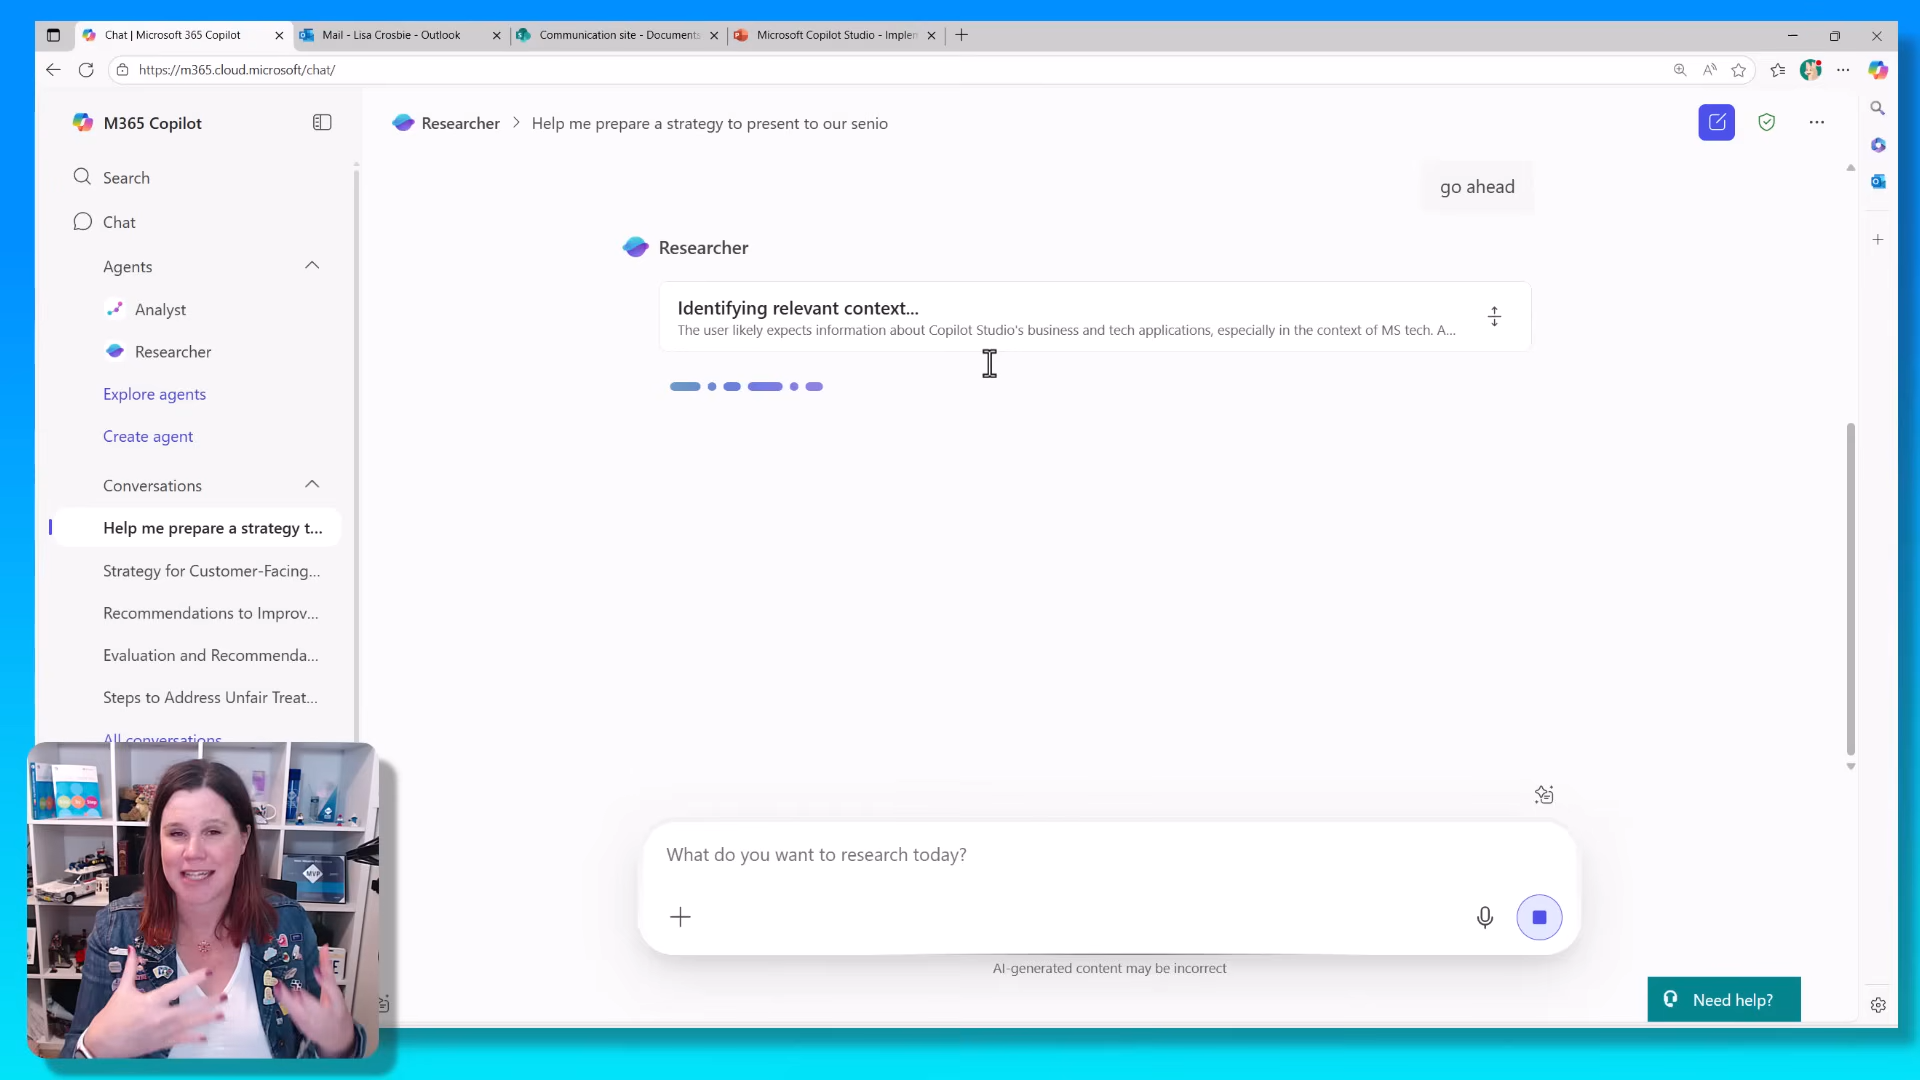 Chat | Microsoft 365 Copilot
Mail - Lisa Crosbie - Outlook
Communication site - Documents
Microsoft Copilot Studio - Implem
https://m365.cloud.microsoft/chat/
M365 Copilot
Search
Chat
Agents
Analyst
Researcher
Explore agents
Create agent
Conversations
Help me prepare a strategy t...
Strategy for Customer-Facing...
Recommendations to Improv...
Evaluation and Recommenda...
Steps to Address Unfair Treat...
All conversations
Researcher > Help me prepare a strategy to present to our senio
go ahead
Researcher
Identifying relevant context...
The user likely expects information about Copilot Studio's business and tech applications, especially in the context of MS tech. A...
What do you want to research today?
AI-generated content may be incorrect
Need help?
MVP